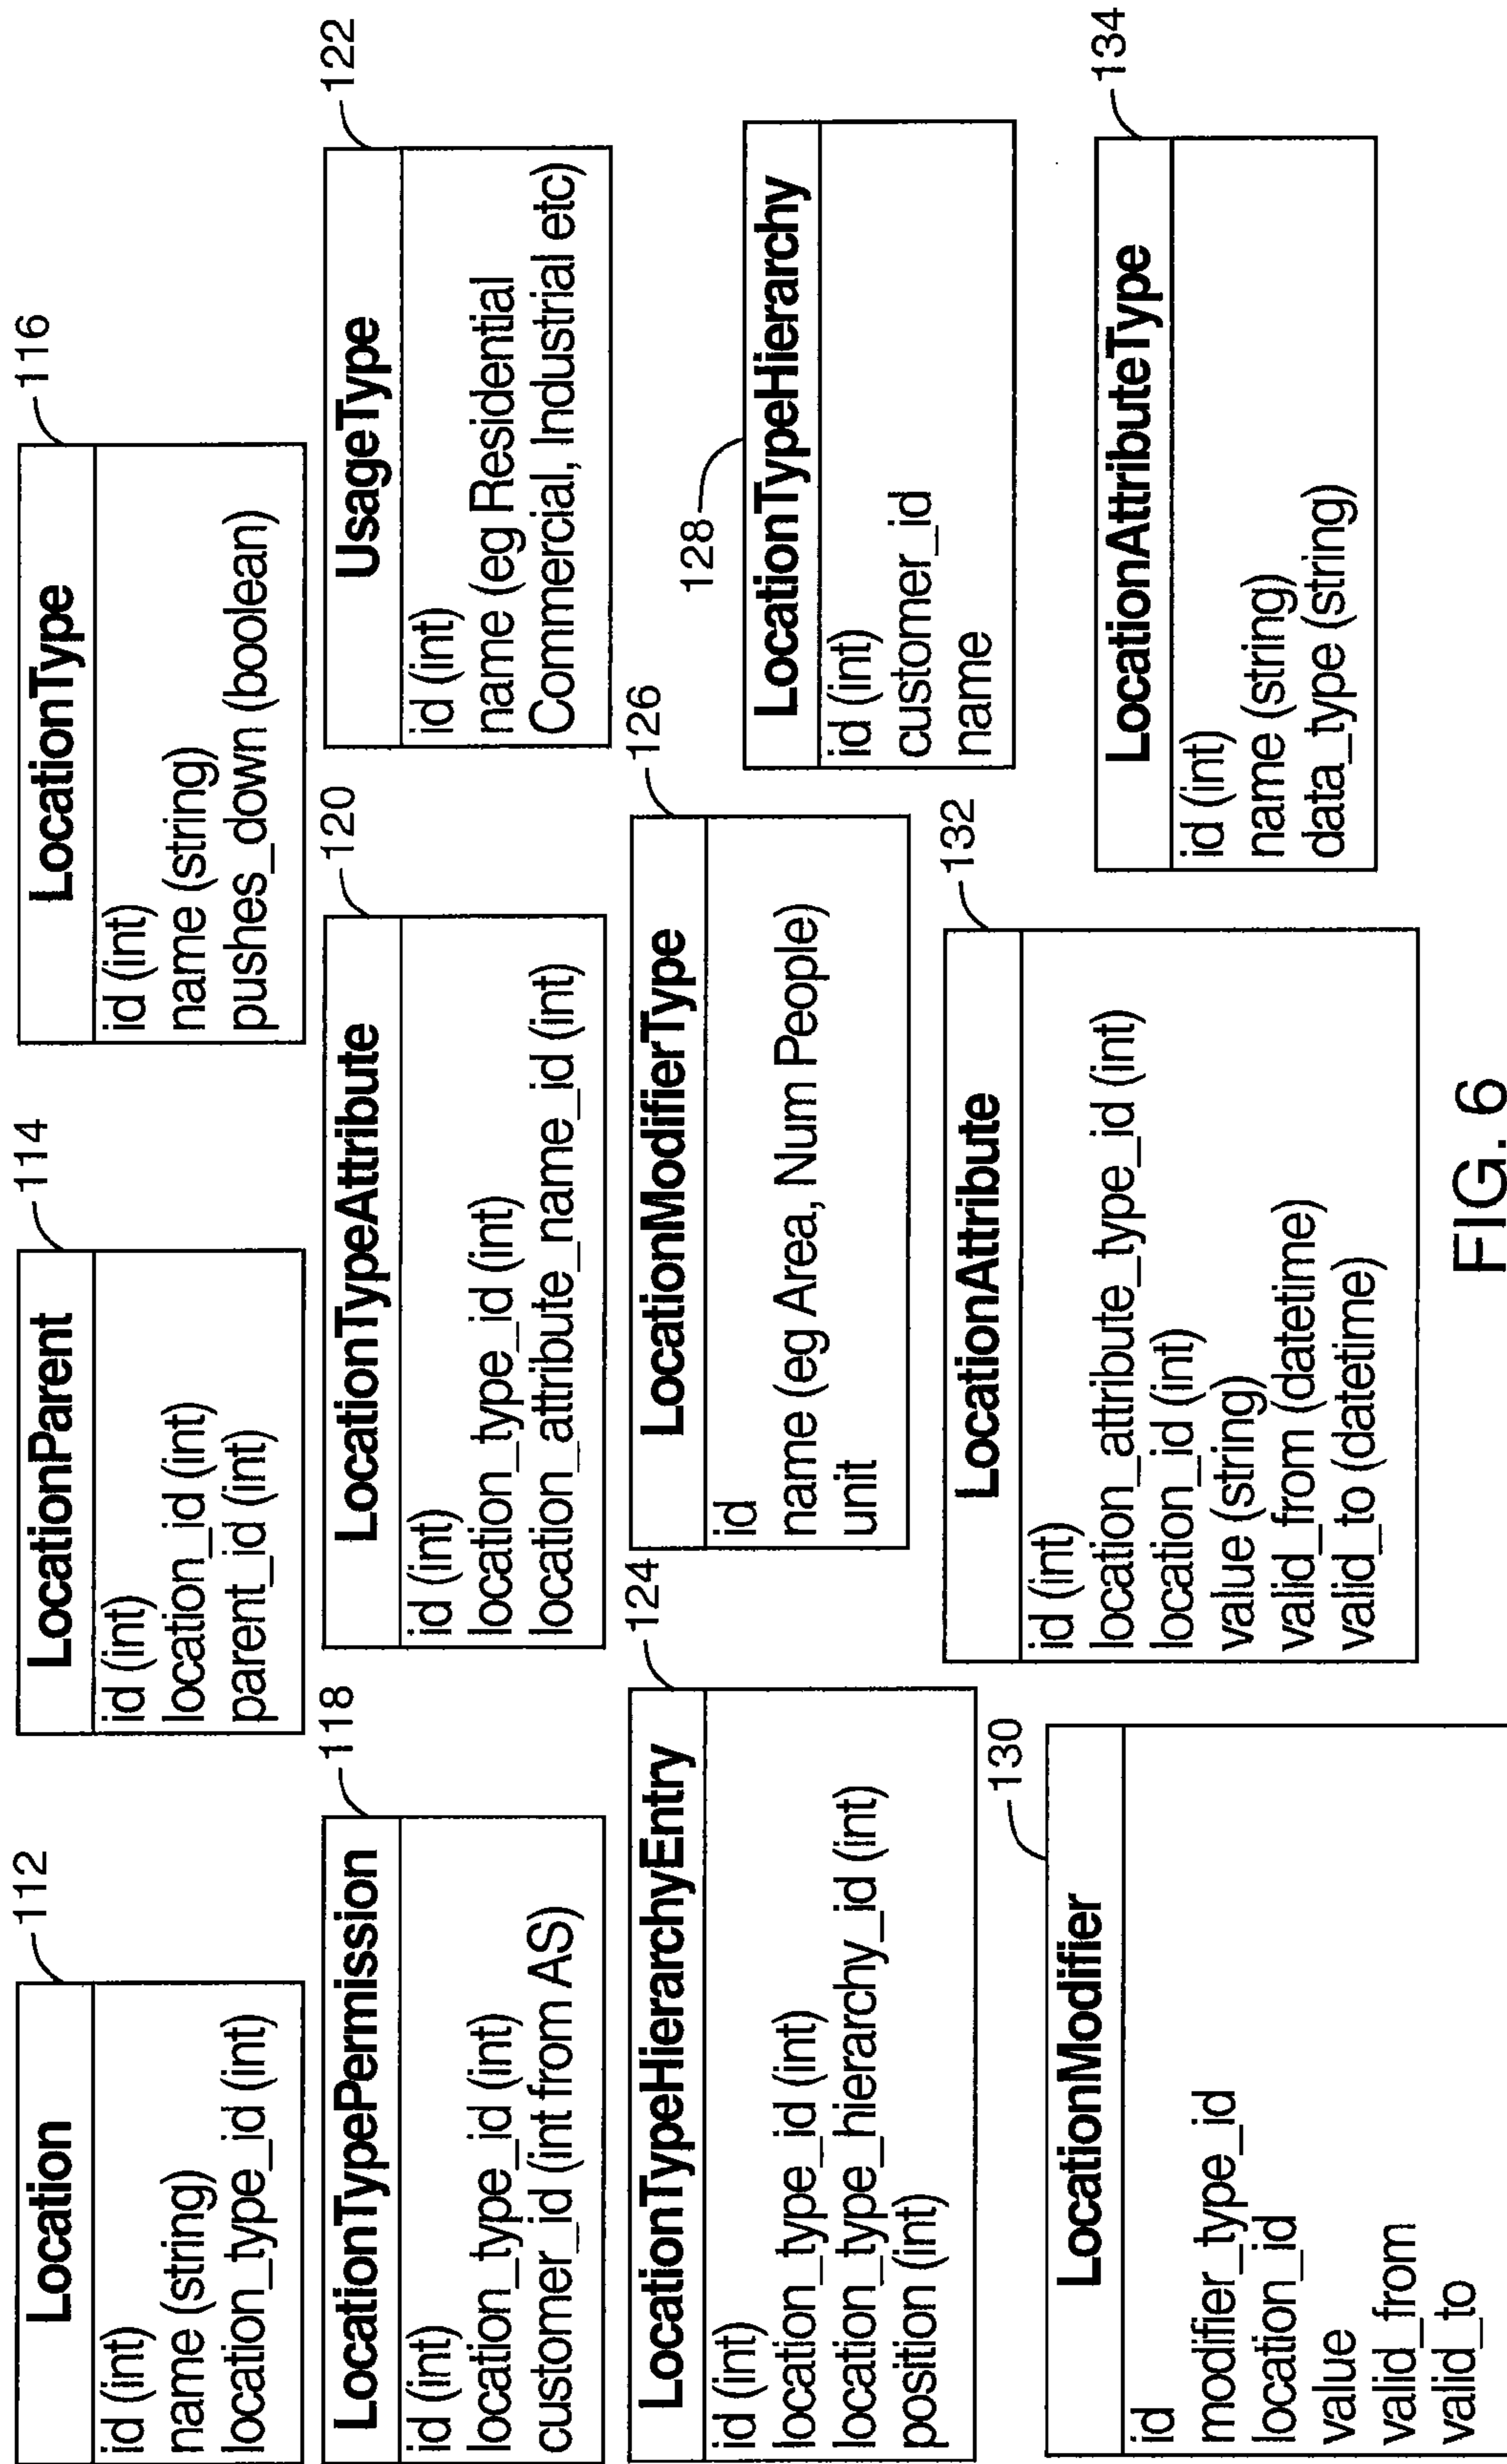 112
Location
id (int)
name (string)
location_type_id (int)
114
LocationParent
id (int)
location_id (int)
parent_id (int)
116
LocationType
id (int)
name (string)
pushes_down (boolean)
118
LocationTypePermission
id (int)
location_type_id (int)
customer_id (int from AS)
120
LocationTypeAttribute
id (int)
location_type_id (int)
location_attribute_name_id (int)
122
UsageType
id (int)
name (eg Residential
Commercial, Industrial etc)
124
LocationTypeHierarchyEntry
id (int)
location_type_id (int)
location_type_hierarchy_id (int)
position (int)
126
LocationModifierType
id
name (eg Area, Num People)
unit
128
LocationTypeHierarchy
id (int)
customer_id
name
130
LocationModifier
id
modifier_type_id
location_id
value
valid_from
valid_to
132
LocationAttribute
id (int)
location_attribute_type_id (int)
location_id (int)
value (string)
valid_from (datetime)
valid_to (datetime)
134
LocationAttributeType
id (int)
name (string)
data_type (string)
FIG. 6